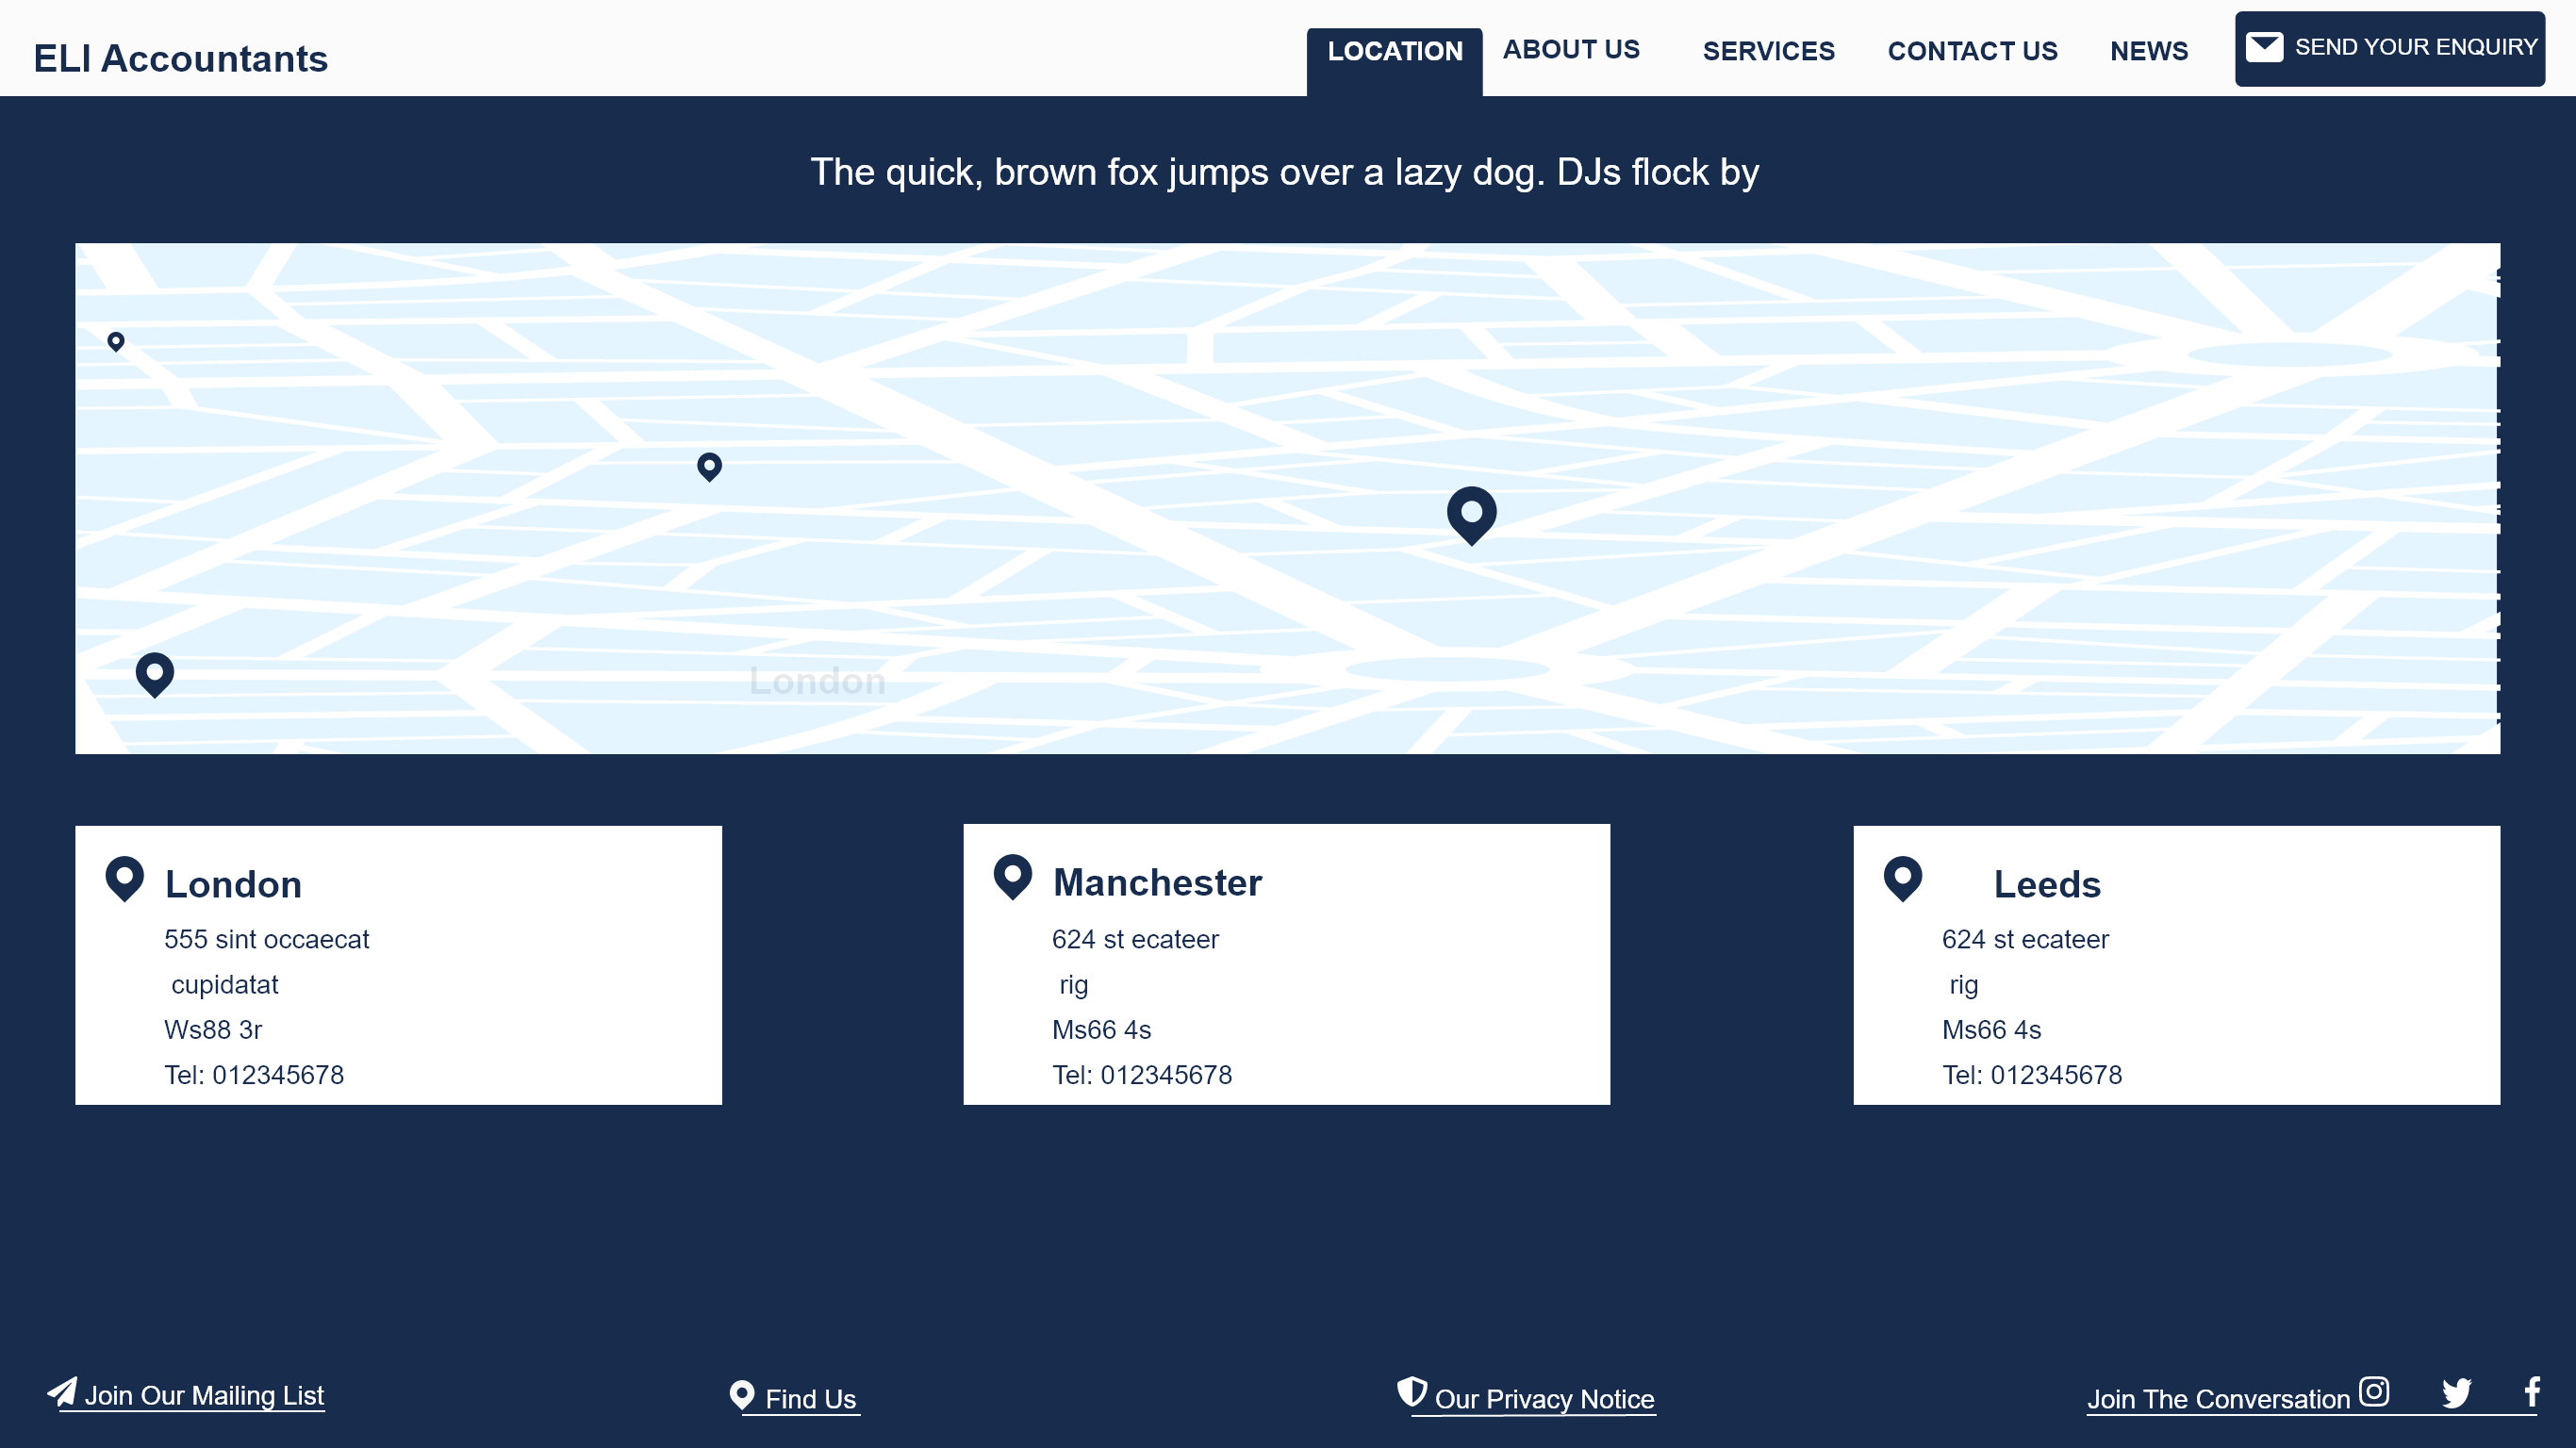 ELI Accountants
LOCATION
ABOUT US
SERVICES
CONTACT US
NEWS
SEND YOUR ENQUIRY
The quick, brown fox jumps over a lazy dog. DJs flock by
London
London
555 sint occaecat
cupidatat
Ws88 3r
Tel: 012345678
Manchester
624 st ecateer
rig
Ms66 4s
Tel: 012345678
Leeds
624 st ecateer
rig
Ms66 4s
Tel: 012345678
Join Our Mailing List
Find Us
Our Privacy Notice
Join The Conversation